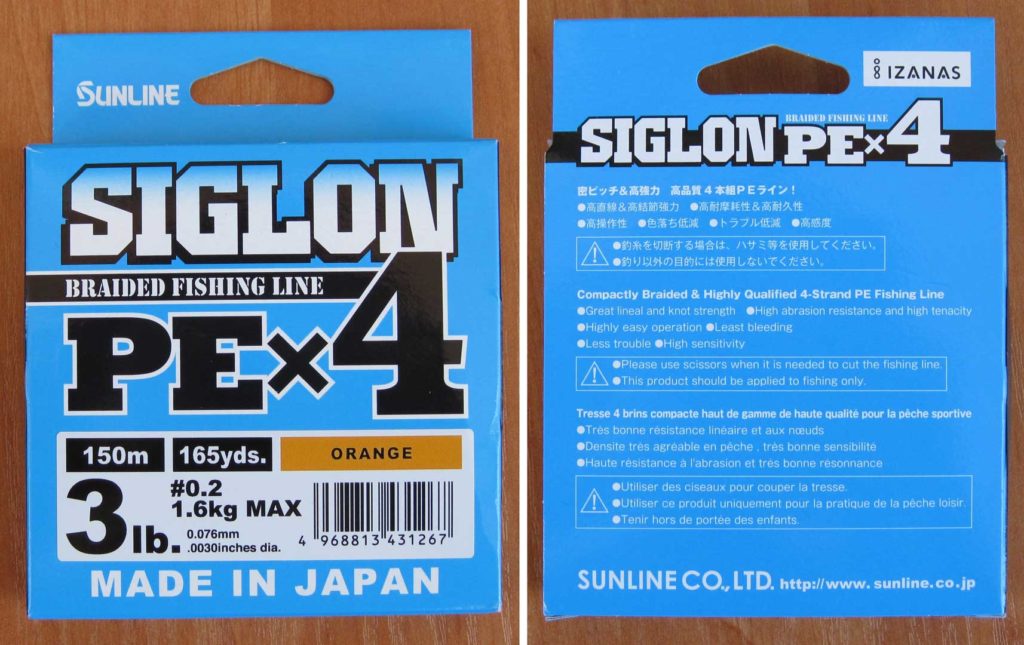 SUNLINE
SIGLON
BRAIDED FISHING LINE
PE×4
150m 165yds. ORANGE
3lb.
#0.2
1.6kg MAX
0.076mm
.0030inches dia.
4 968813 431267
MADE IN JAPAN
IZANAS
BRAIDED FISHING LINE
SIGLON PE×4
密ピッチ&高強力 高品質4本組PEライン!
●高直線&高結節強力 ●高耐摩耗性&高耐久性
●高操作性 ●色落ち低減 ●トラブル低減 ●高感度
●釣糸を切断する場合は、ハサミ等を使用してください。
●釣り以外の目的には使用しないでください。
Compactly Braided & Highly Qualified 4-Strand PE Fishing Line
●Great lineal and knot strength ●High abrasion resistance and high tenacity
●Highly easy operation ●Least bleeding
●Less trouble ●High sensitivity
●Please use scissors when it is needed to cut the fishing line.
●This product should be applied to fishing only.
Tresse 4 brins compacte haut de gamme de haute qualité pour la pêche sportive
●Très bonne résistance linéaire et aux nœuds
●Densite très agréable en pêche , très bonne sensibilité
●Haute résistance à l'abrasion et très bonne resonnance
●Utiliser des ciseaux pour couper la tresse.
●Utiliser ce produit uniquement pour la pratique de la pêche loisir.
●Tenir hors de portée des enfants.
SUNLINE CO.,LTD. http://www.sunline.co.jp